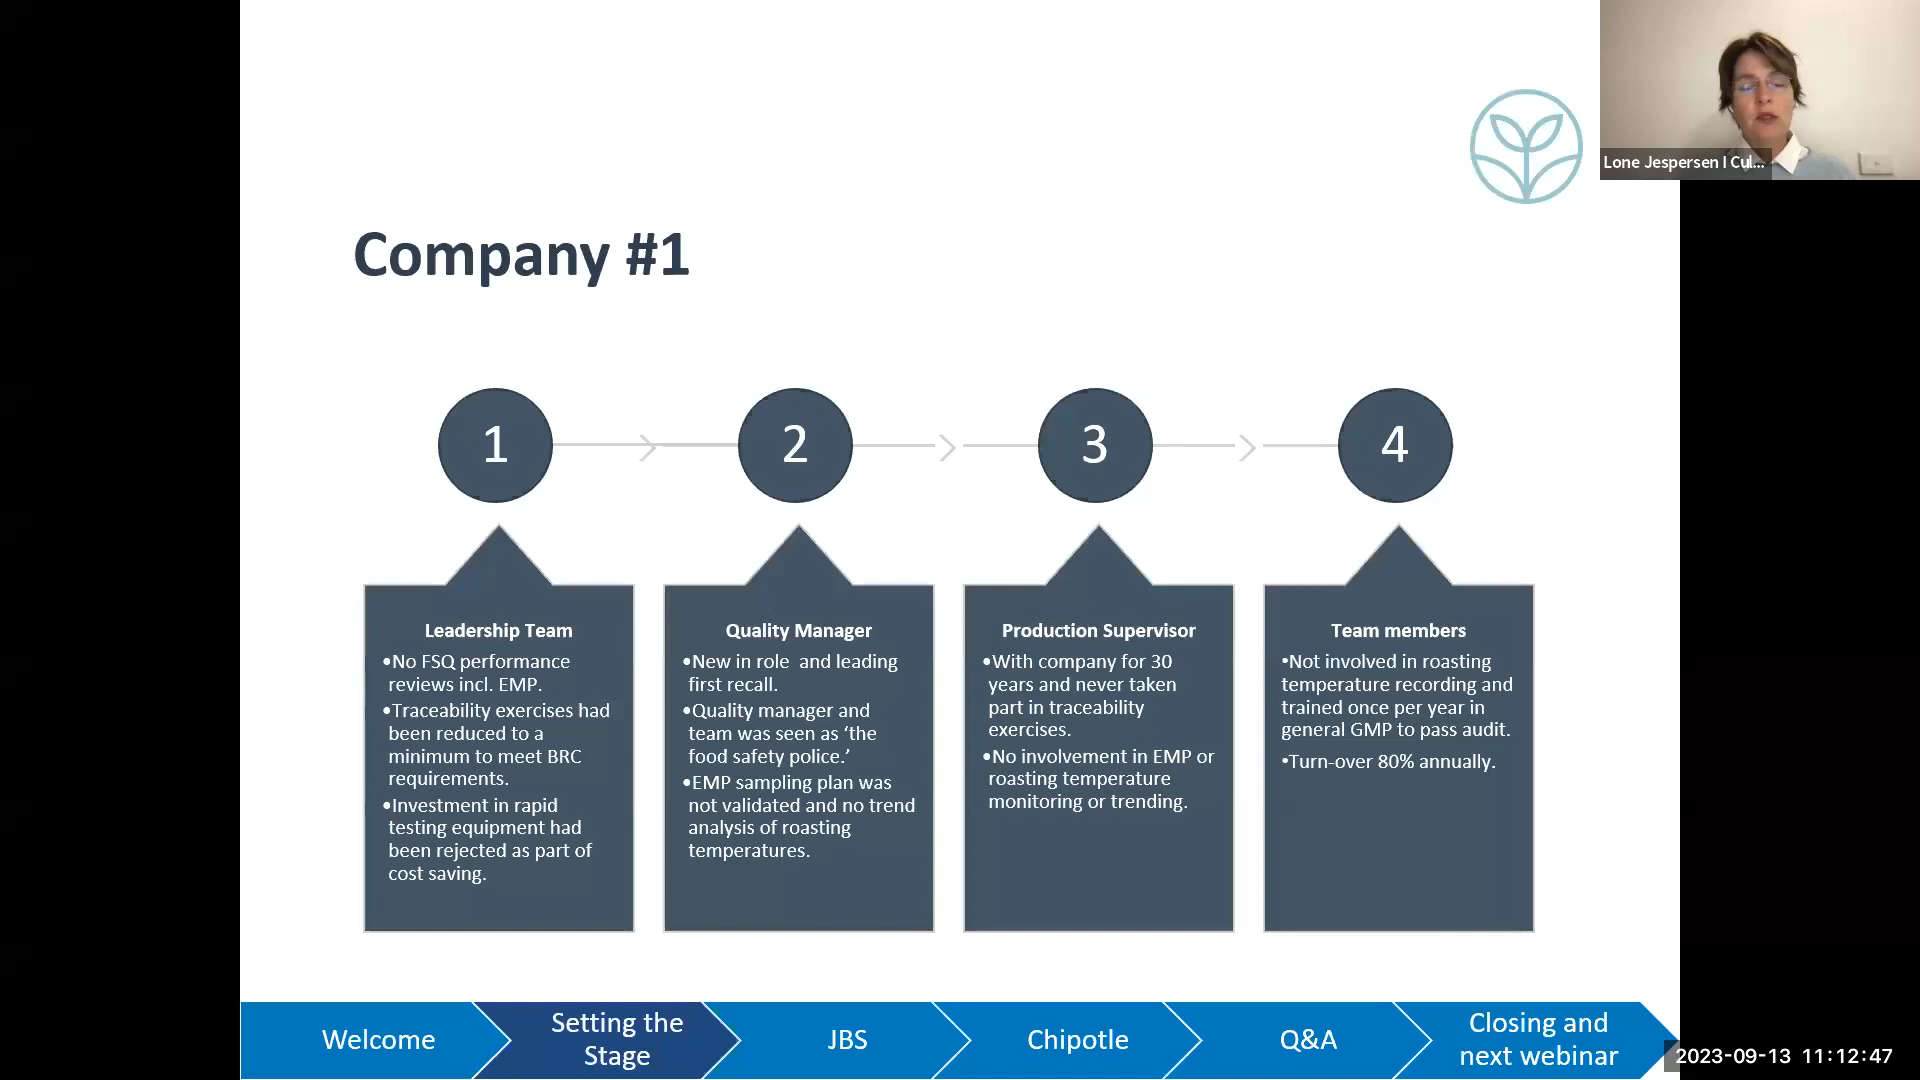 Lone Jespersen I Cul...
Company #1
1
2
3
4
Leadership Team
•No FSQ performance
reviews incl. EMP.
•Traceability exercises had
been reduced to a
minimum to meet BRC
requirements.
•Investment in rapid
testing equipment had
been rejected as part of
cost saving.
Quality Manager
•New in role  and leading
first recall.
•Quality manager and
team was seen as ‘the
food safety police.’
•EMP sampling plan was
not validated and no trend
analysis of roasting
temperatures.
Production Supervisor
•With company for 30
years and never taken
part in traceability
exercises.
•No involvement in EMP or
roasting temperature
monitoring or trending.
Team members
•Not involved in roasting
temperature recording and
trained once per year in
general GMP to pass audit.
•Turn-over 80% annually.
Welcome
Setting the
Stage
JBS
Chipotle
Q&A
Closing and
next webinar
2023-09-13 11:12:47